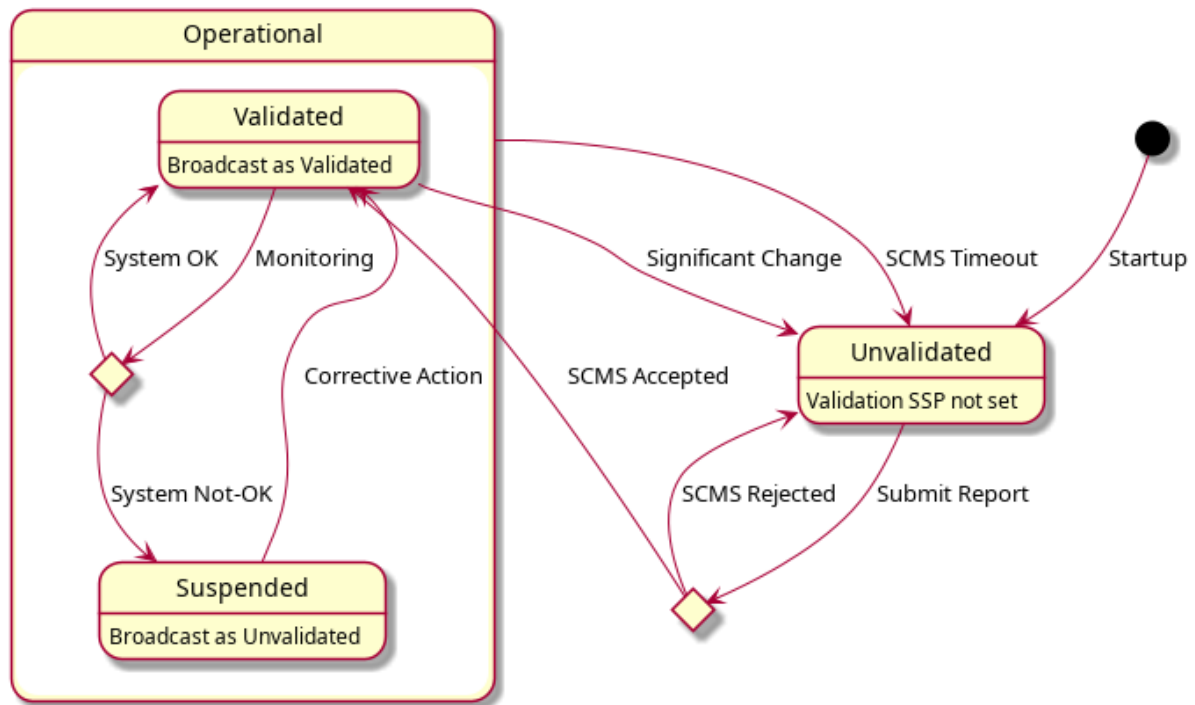 Operational
Validated
Broadcast as Validated
System OK
Monitoring
Significant Change
SCMS Timeout
Startup
Unvalidated
Validation SSP not set
Corrective Action
SCMS Accepted
System Not-OK
SCMS Rejected
Submit Report
Suspended
Broadcast as Unvalidated